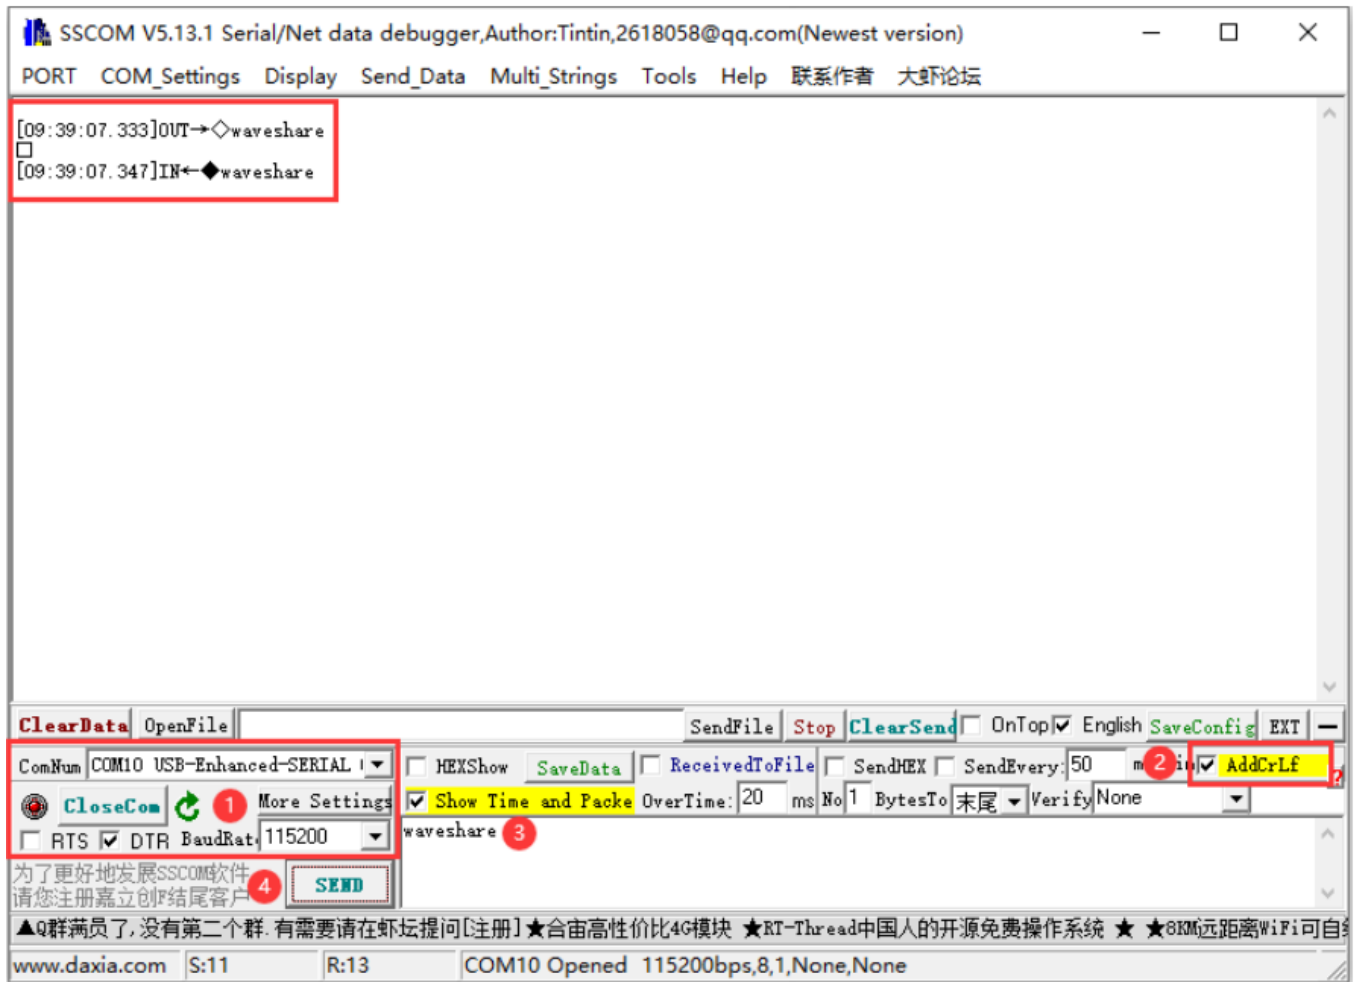 SSCOM V5.13.1 Serial/Net data debugger,Author:Tintin,2618058@qq.com(Newest version)
PORT COM_Settings Display Send_Data Multi_Strings Tools Help 联系作者 大虾论坛
[09:39:07.333]OUT→◇waveshare
□
[09:39:07.347]IN←◆waveshare
ClearData OpenFile SendFile Stop ClearSend OnTop English SaveConfig EXT —
ComNum COM10 USB-Enhanced-SERIAL HEXShow SaveData ReceivedToFile SendHEX SendEvery: 50 m 2 AddCrLf
CloseCom 1 More Settings Show Time and Packe OverTime: 20 ms No 1 BytesTo 末尾 Verify None ?
RTS DTR BaudRat 115200 waveshare 3
为了更好地发展SSCOM软件
请您注册嘉立创F结尾客户 4 SEND
▲Q群满员了,没有第二个群.有需要请在虾坛提问[注册]★合宙高性价比4G模块 ★RT-Thread中国人的开源免费操作系统 ★ ★8KM远距离WiFi可自
www.daxia.com S:11 R:13 COM10 Opened 115200bps,8,1,None,None